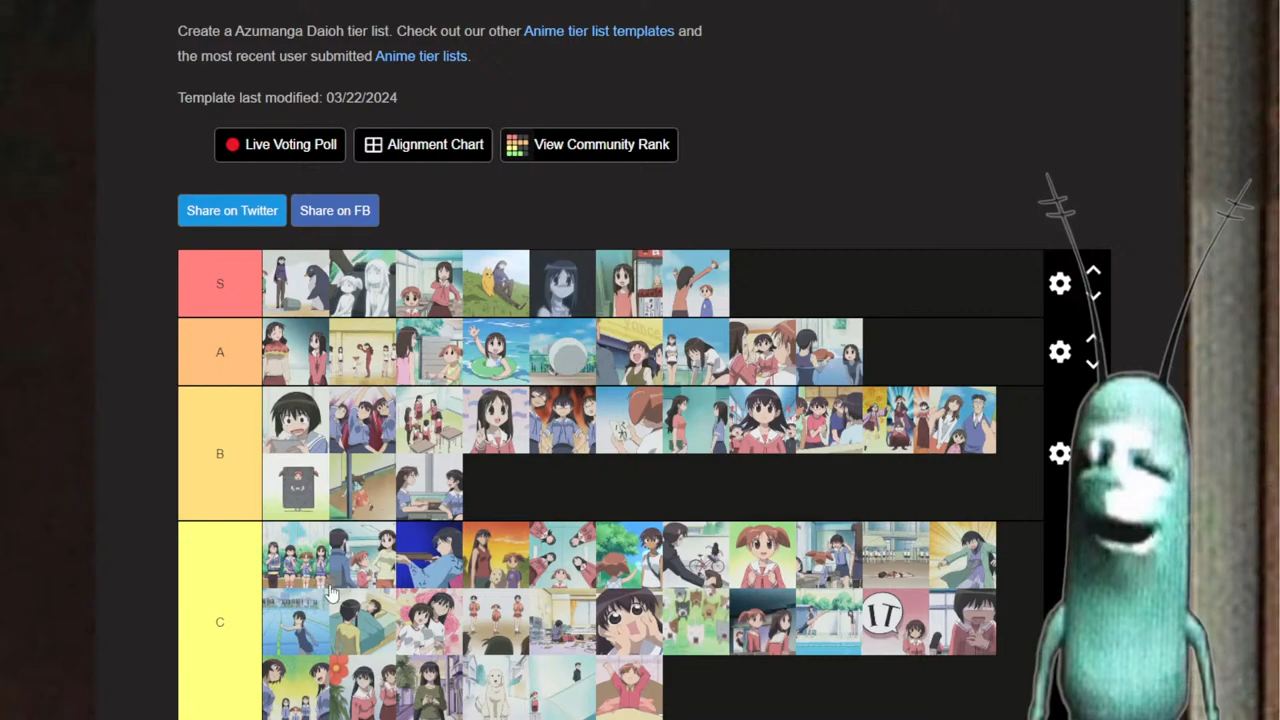 Create a Azumanga Daioh tier list. Check out our other Anime tier list templates and
the most recent user submitted Anime tier lists.
Template last modified: 03/22/2024
Live Voting Poll
Alignment Chart
View Community Rank
Share on Twitter
Share on FB
S
A
B
C
IT